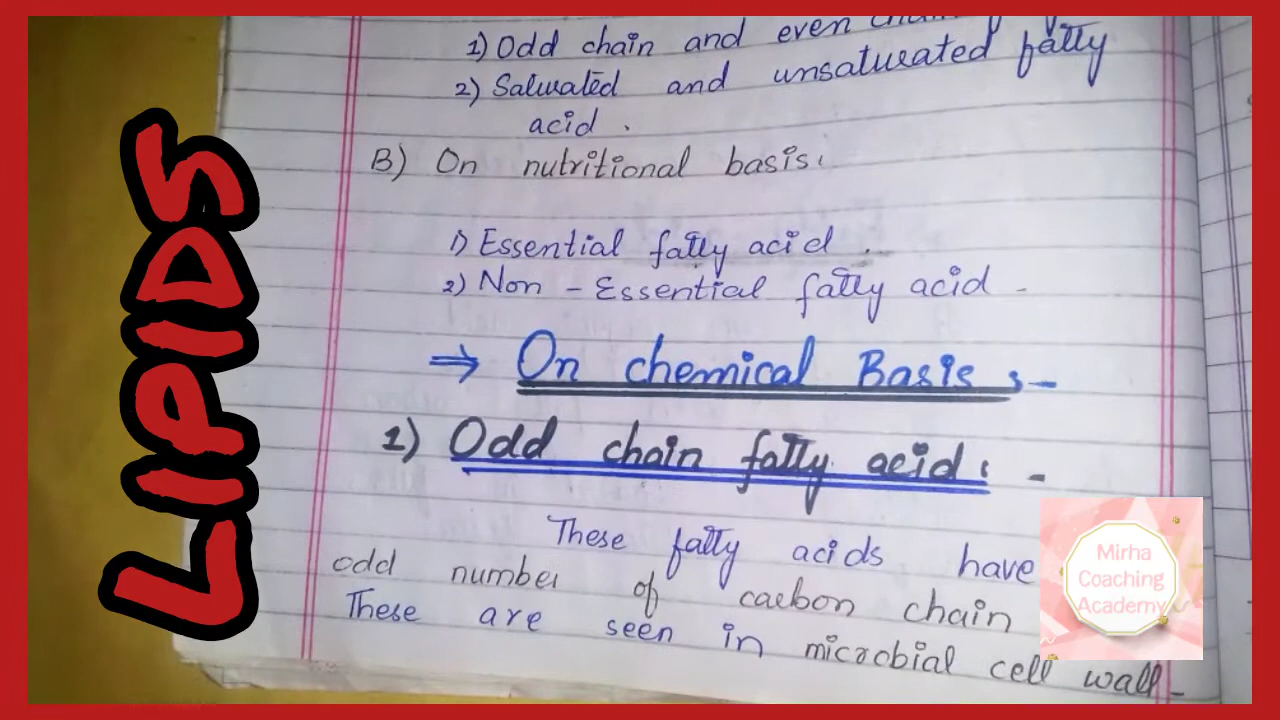 LIPIDS
1) Odd chain and even chain
2) Saturated and unsaturated fatty
acid .
B) On nutritional basis:
1) Essential fatty acid .
2) Non - Essential fatty acid -
⇒ On chemical Basis :-
1) Odd chain fatty acid : -
These fatty acids have
odd number of carbon chain
These are seen in microbial cell wall -
Mirha
Coaching
Academy